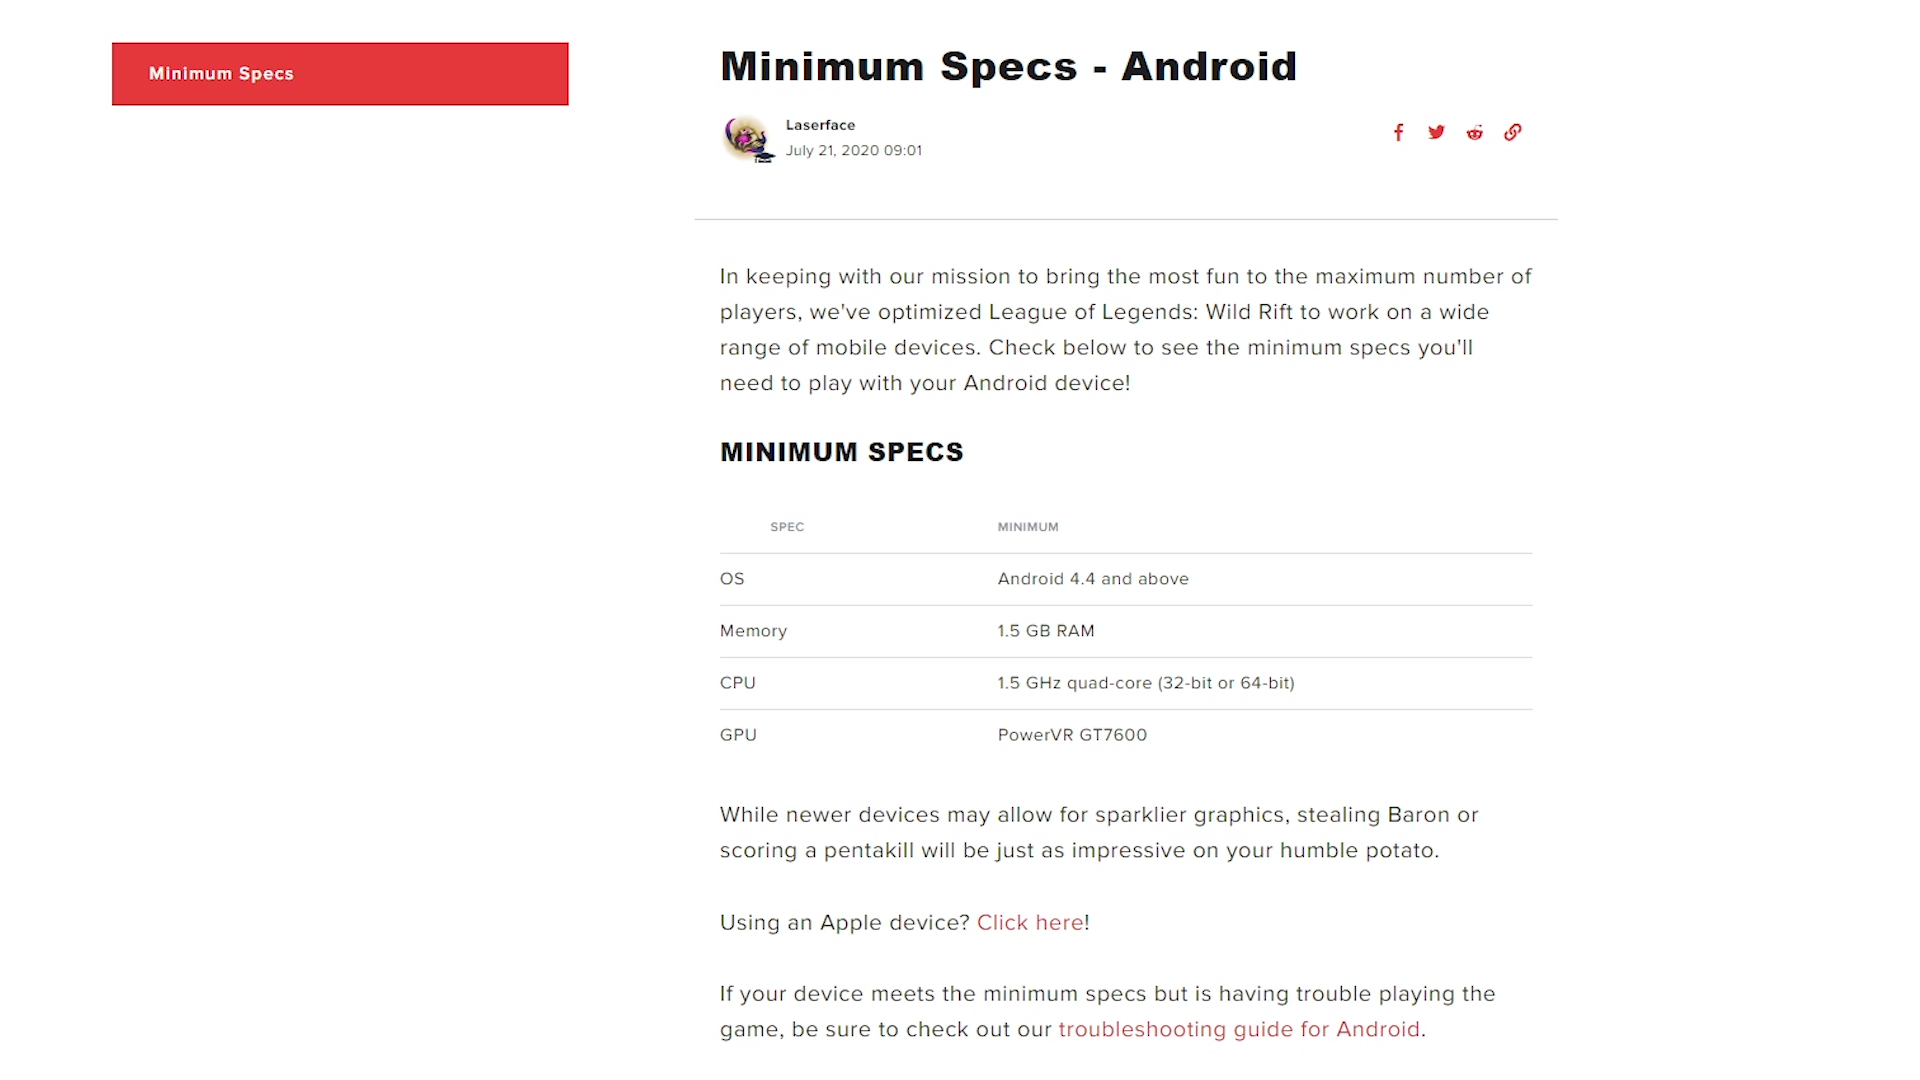 Minimum Specs
Minimum Specs - Android
Laserface
July 21, 2020 09:01
In keeping with our mission to bring the most fun to the maximum number of
players, we've optimized League of Legends: Wild Rift to work on a wide
range of mobile devices. Check below to see the minimum specs you'll
need to play with your Android device!
MINIMUM SPECS
SPEC MINIMUM
OS Android 4.4 and above
Memory 1.5 GB RAM
CPU 1.5 GHz quad-core (32-bit or 64-bit)
GPU PowerVR GT7600
While newer devices may allow for sparklier graphics, stealing Baron or
scoring a pentakill will be just as impressive on your humble potato.
Using an Apple device? Click here!
If your device meets the minimum specs but is having trouble playing the
game, be sure to check out our troubleshooting guide for Android.